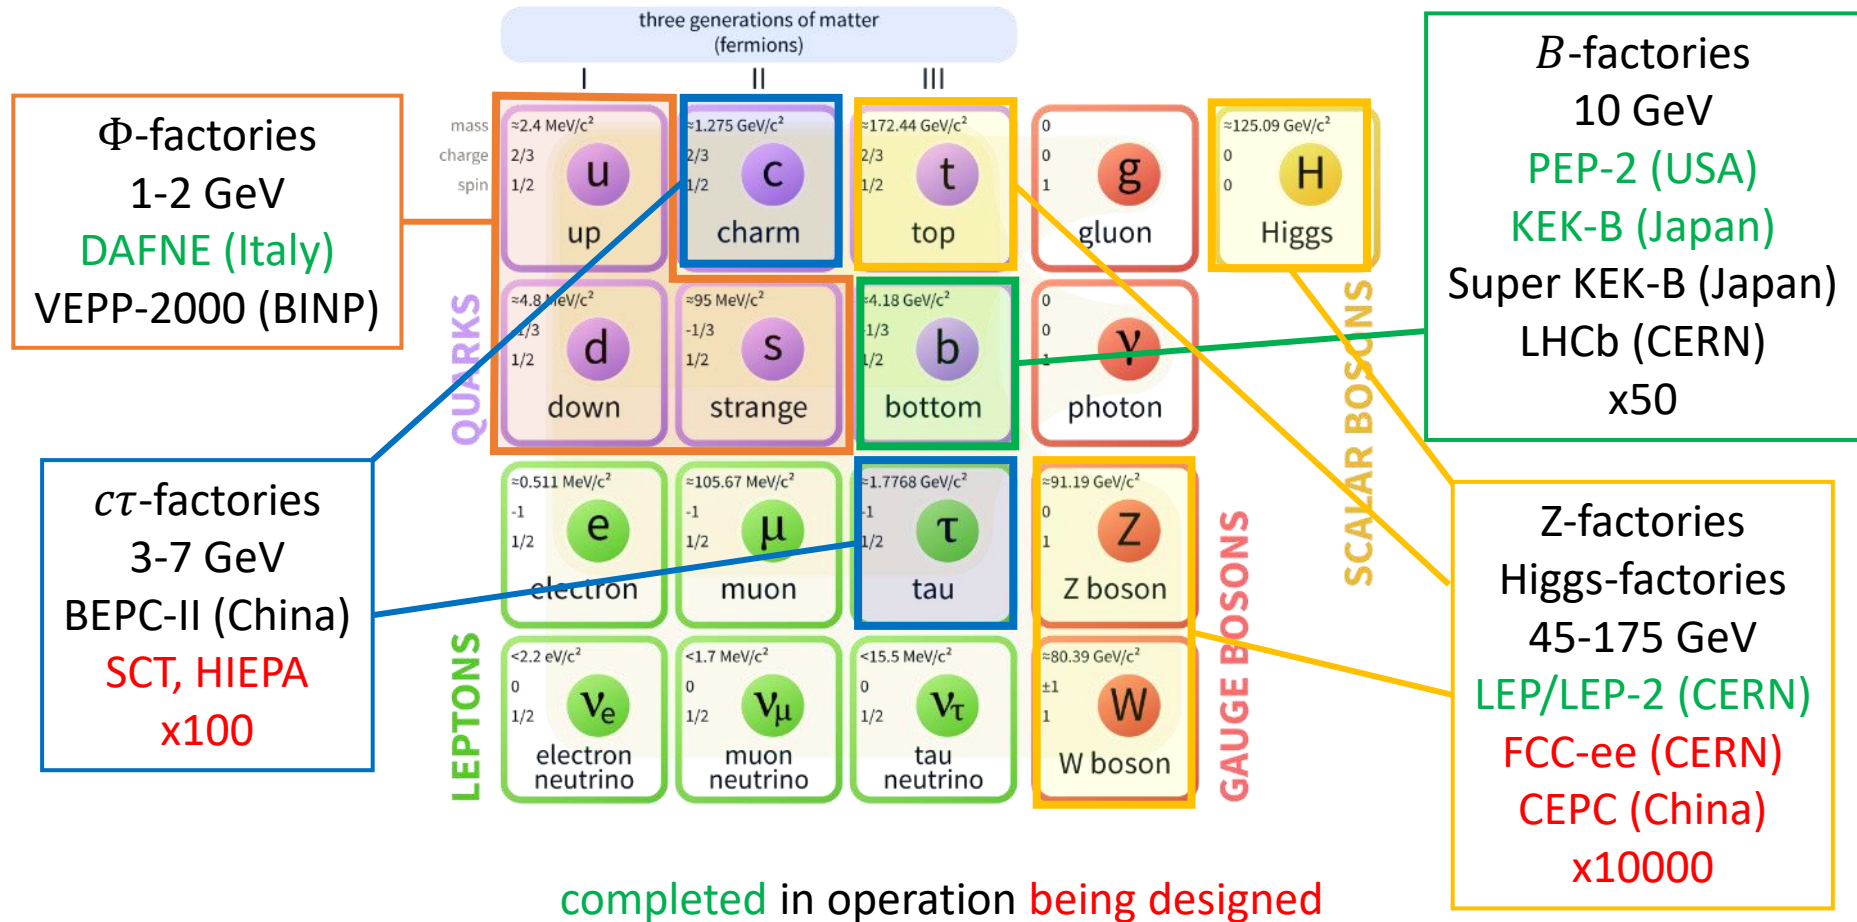 three generations of matter
(fermions)
I II III
Φ-factories
1-2 GeV
DAFNE (Italy)
VEPP-2000 (BINP)
cτ-factories
3-7 GeV
BEPC-II (China)
SCT, HIEPA
x100
mass
charge
spin
QUARKS
LEPTONS
≈2.4 MeV/c²
2/3
1/2
u
up
≈1.275 GeV/c²
2/3
1/2
c
charm
≈172.44 GeV/c²
2/3
1/2
t
top
0
0
1
g
gluon
≈125.09 GeV/c²
0
0
H
Higgs
≈4.8 MeV/c²
-1/3
1/2
d
down
≈95 MeV/c²
-1/3
1/2
s
strange
≈4.18 GeV/c²
-1/3
1/2
b
bottom
0
0
1
γ
photon
≈0.511 MeV/c²
-1
1/2
e
electron
≈105.67 MeV/c²
-1
1/2
μ
muon
≈1.7768 GeV/c²
-1
1/2
τ
tau
≈91.19 GeV/c²
0
1
Z
Z boson
<2.2 eV/c²
0
1/2
νe
electron
neutrino
<1.7 MeV/c²
0
1/2
νμ
muon
neutrino
<15.5 MeV/c²
0
1/2
ντ
tau
neutrino
≈80.39 GeV/c²
±1
1
W
W boson
GAUGE BOSONS
SCALAR BOSONS
B-factories
10 GeV
PEP-2 (USA)
KEK-B (Japan)
Super KEK-B (Japan)
LHCb (CERN)
x50
Z-factories
Higgs-factories
45-175 GeV
LEP/LEP-2 (CERN)
FCC-ee (CERN)
CEPC (China)
x10000
completed in operation being designed